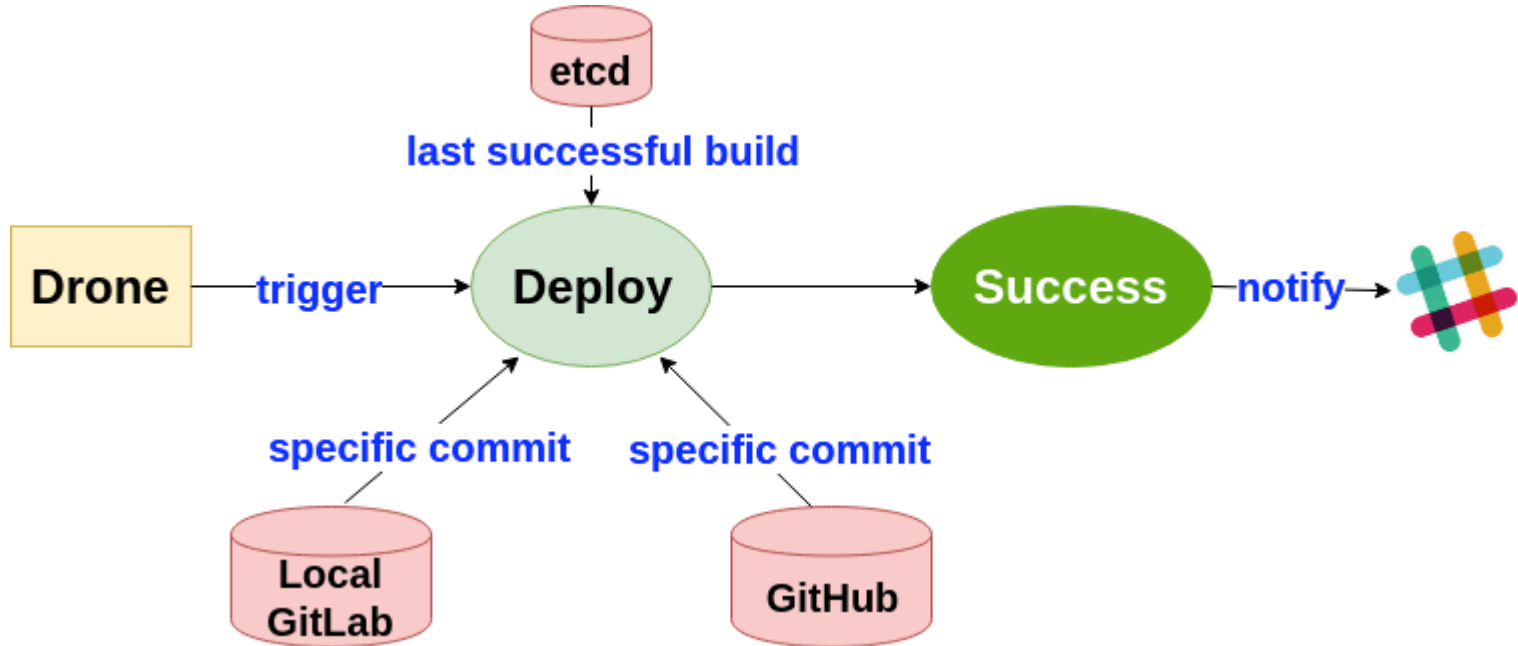 etcd
last successful build
Drone
trigger
Deploy
Success
notify
specific commit
specific commit
Local
GitLab
GitHub